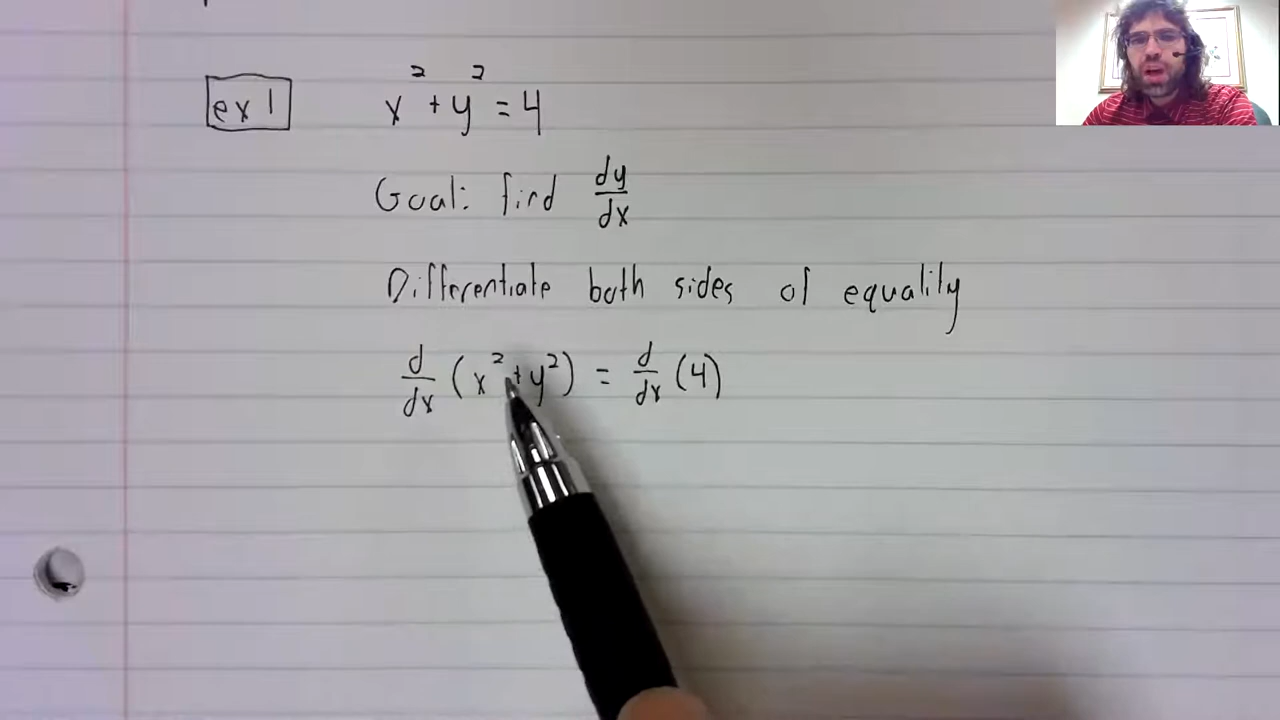 ex 1
x² + y² = 4
Goal: find dy/dx
Differentiate both sides of equality
d/dx (x² + y²) = d/dx (4)